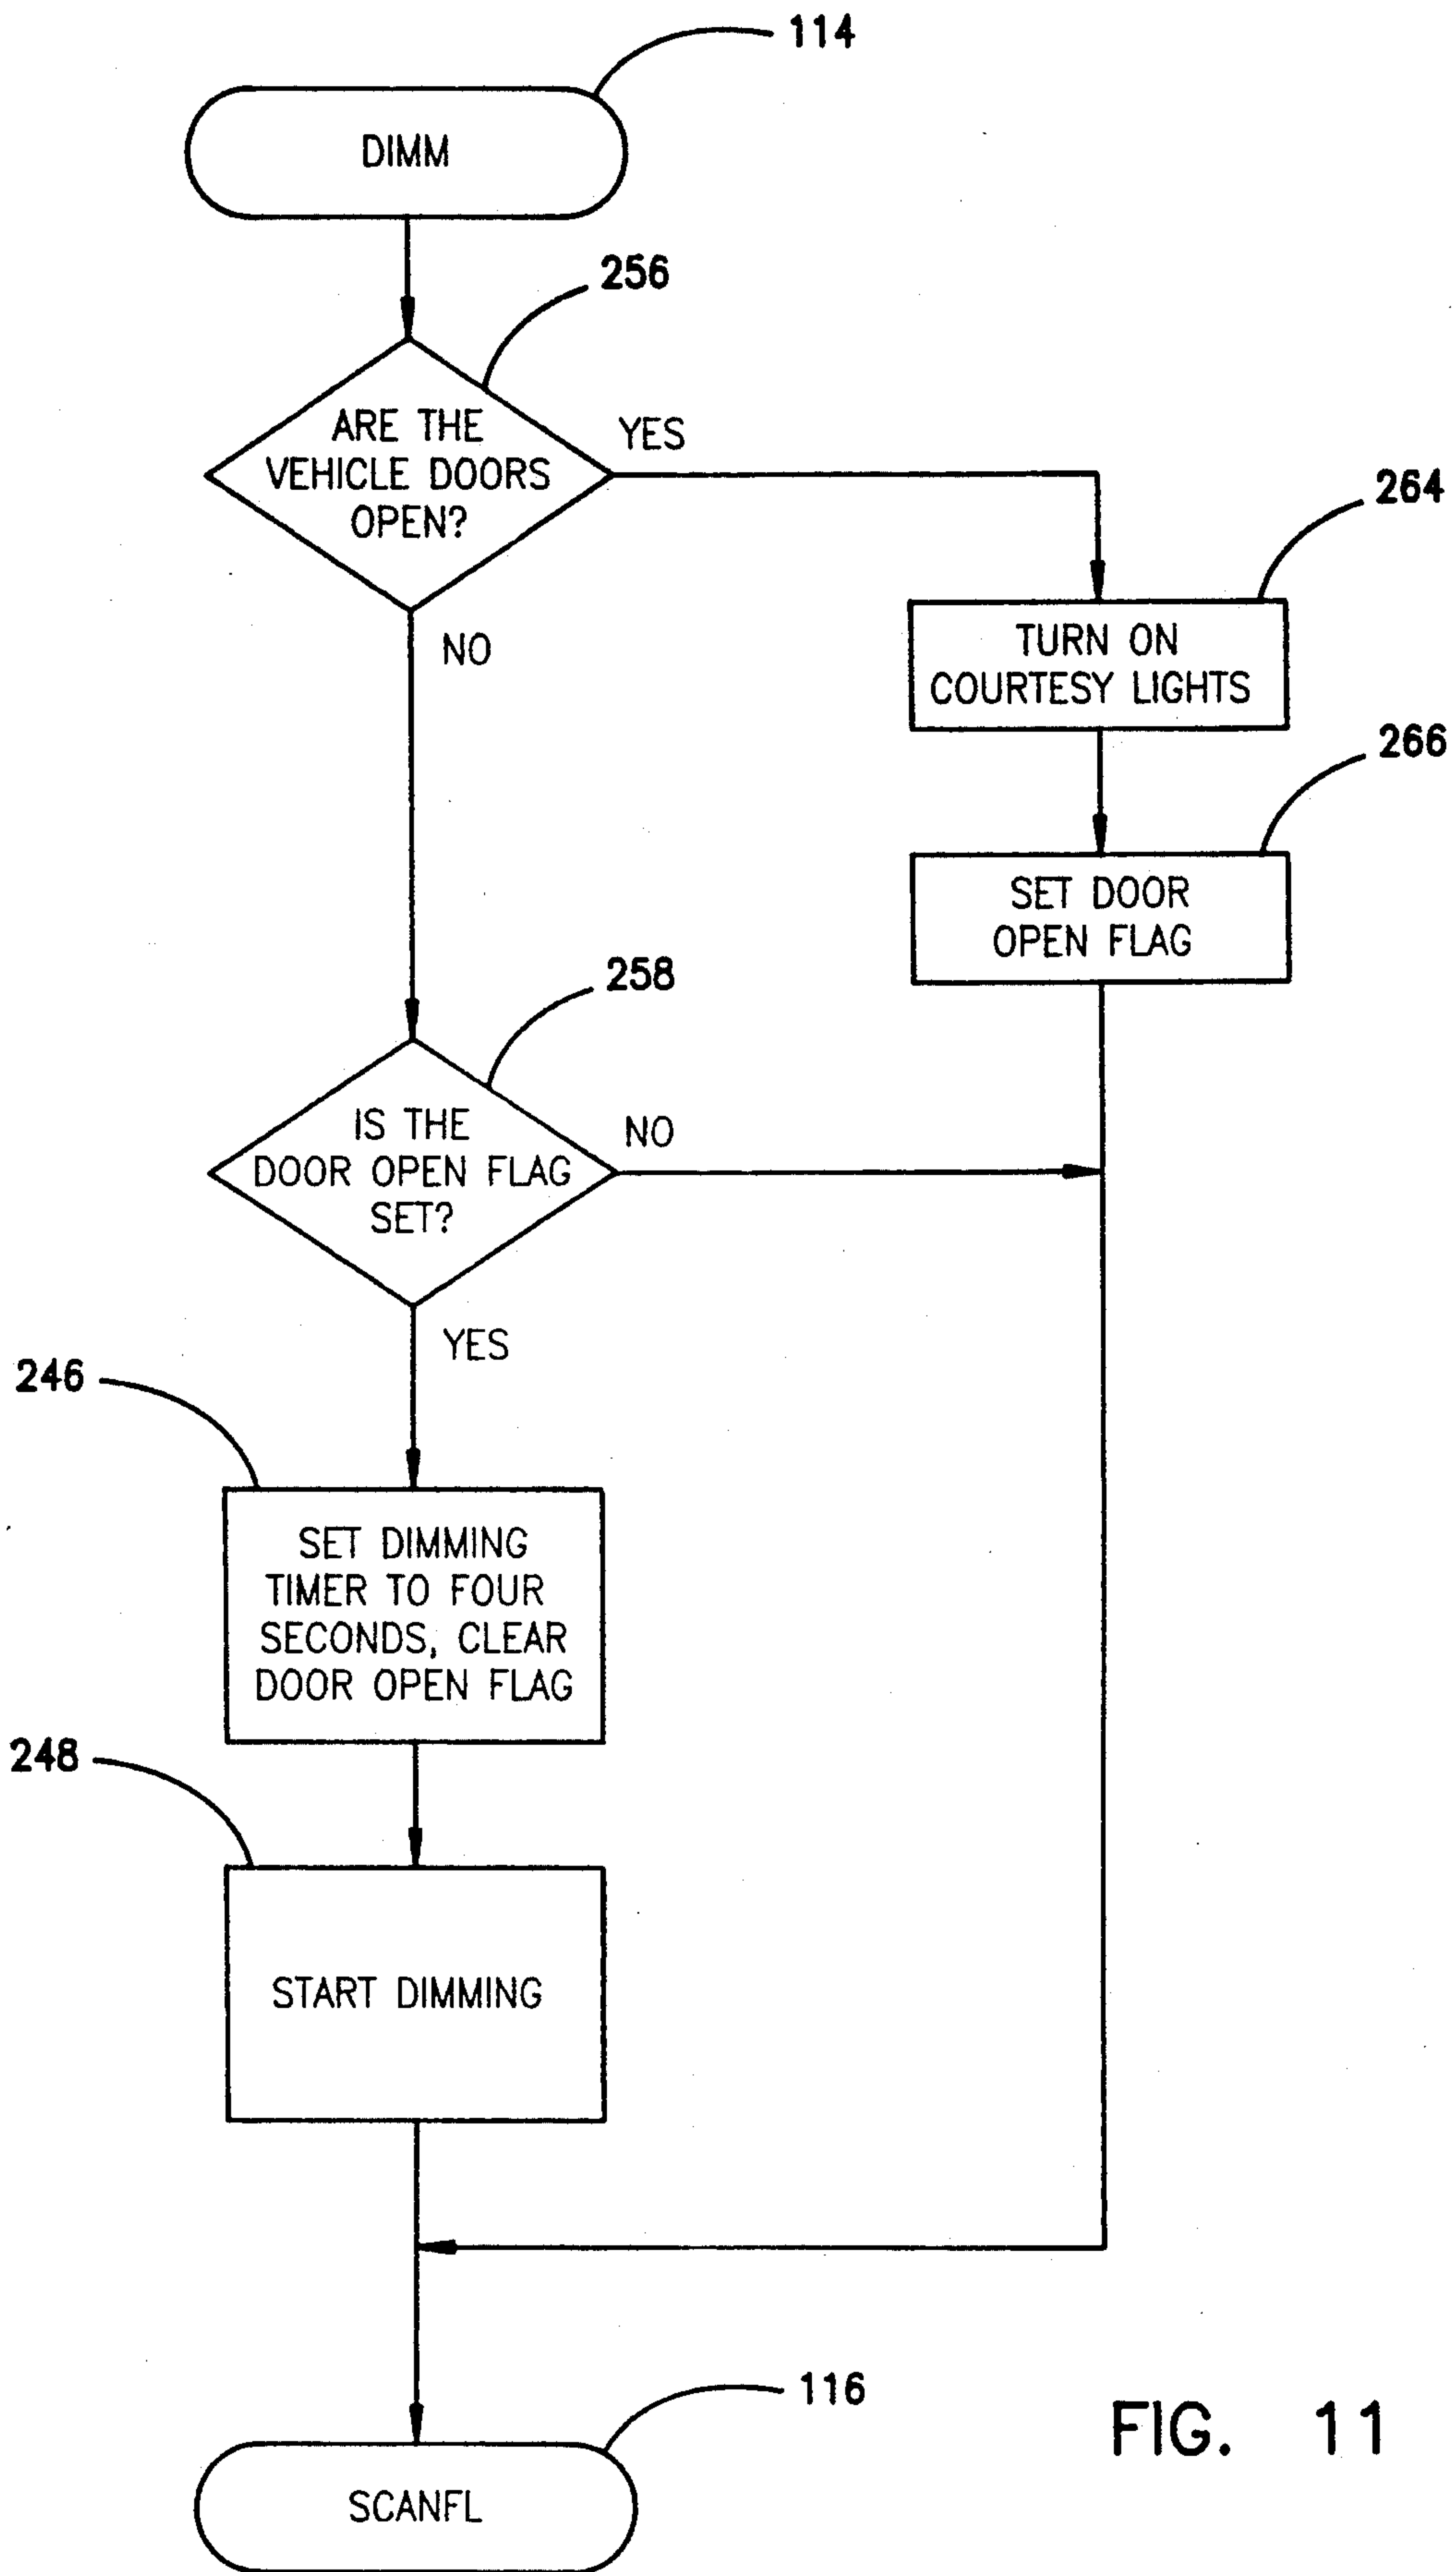 114
DIMM
256
ARE THE
VEHICLE DOORS
OPEN?
YES
NO
264
TURN ON
COURTESY LIGHTS
266
SET DOOR
OPEN FLAG
258
IS THE
DOOR OPEN FLAG
SET?
NO
YES
246
SET DIMMING
TIMER TO FOUR
SECONDS, CLEAR
DOOR OPEN FLAG
248
START DIMMING
116
SCANFL
FIG. 11